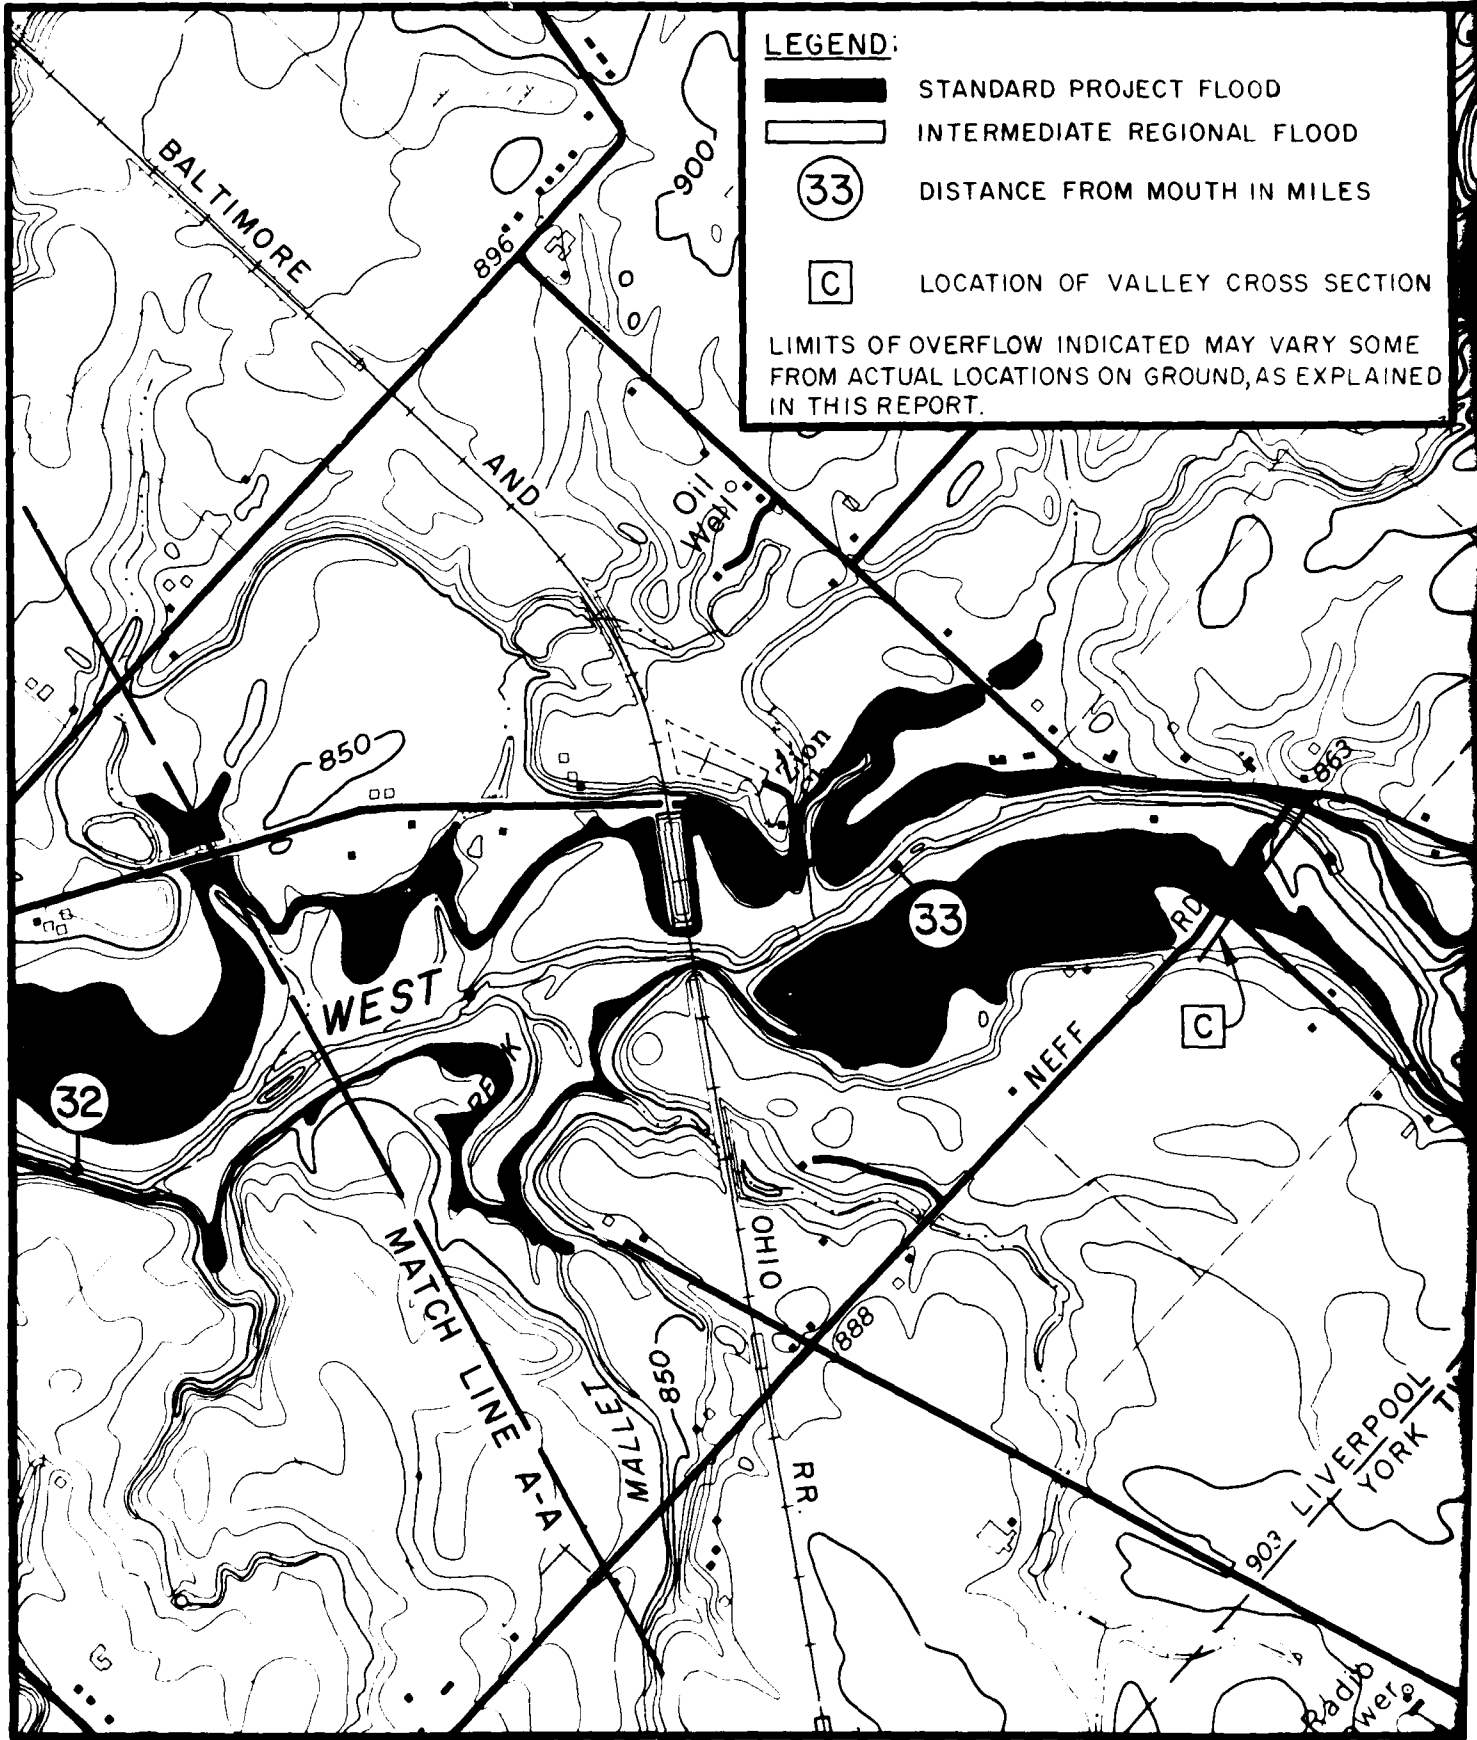 LEGEND:
STANDARD PROJECT FLOOD
INTERMEDIATE REGIONAL FLOOD
33
DISTANCE FROM MOUTH IN MILES
C
LOCATION OF VALLEY CROSS SECTION
LIMITS OF OVERFLOW INDICATED MAY VARY SOME
FROM ACTUAL LOCATIONS ON GROUND, AS EXPLAINED
IN THIS REPORT.
BALTIMORE
900
896
AND
Oil
Well
850
Zion
863
33
RD
WEST
C
NEFF
32
OHIO
MATCH LINE A-A
888
850
MALLET
RR.
LIVERPOOL
YORK
903
Radio